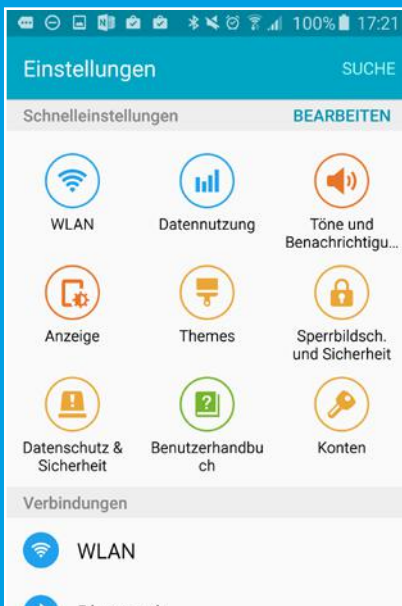 100% 17:21
Einstellungen SUCHE
Schnelleinstellungen BEARBEITEN
WLAN Datennutzung Töne und
Benachrichtigu...
Anzeige Themes Sperrbildsch.
und Sicherheit
Datenschutz & Benutzerhandbu Konten
Sicherheit ch
Verbindungen
WLAN